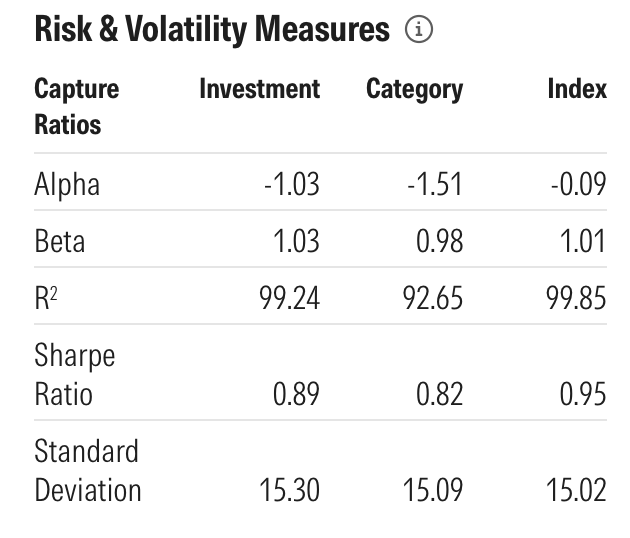 Risk & Volatility Measures
Capture Ratios Investment Category Index
Alpha -1.03 -1.51 -0.09
Beta 1.03 0.98 1.01
R² 99.24 92.65 99.85
Sharpe
Ratio 0.89 0.82 0.95
Standard
Deviation 15.30 15.09 15.02